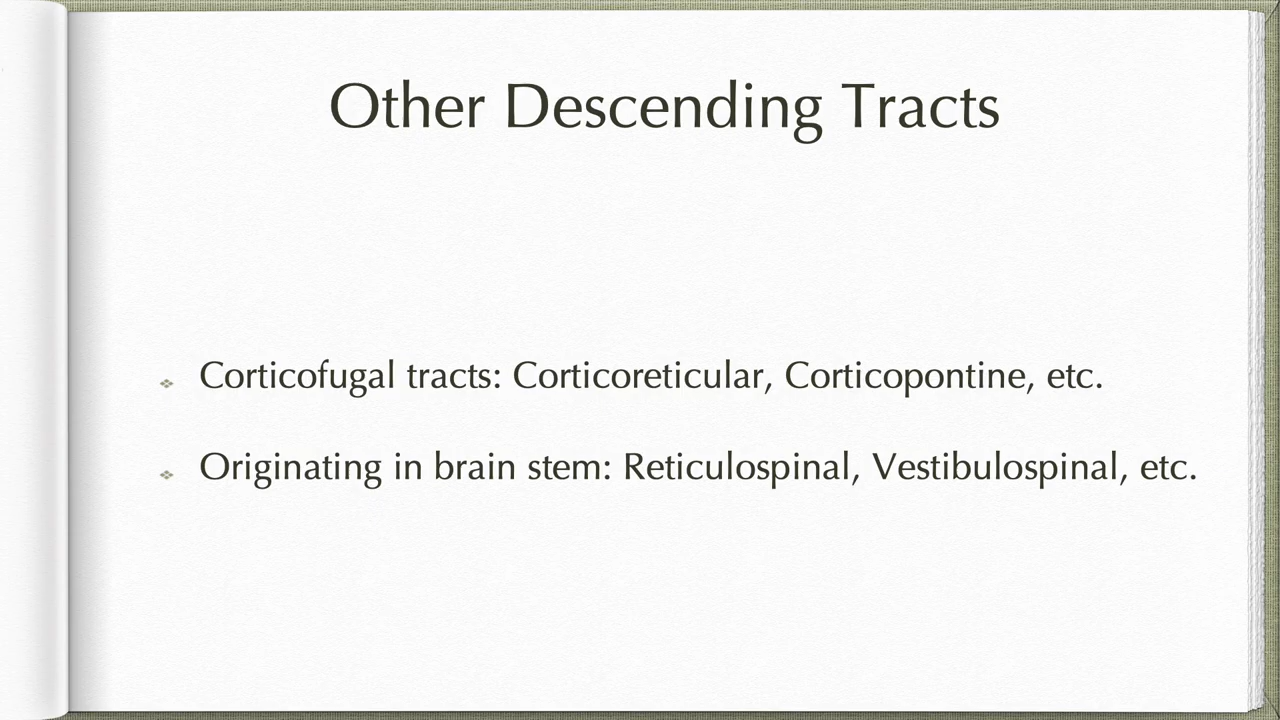 Other Descending Tracts
Corticofugal tracts: Corticoreticular, Corticopontine, etc.
Originating in brain stem: Reticulospinal, Vestibulospinal, etc.